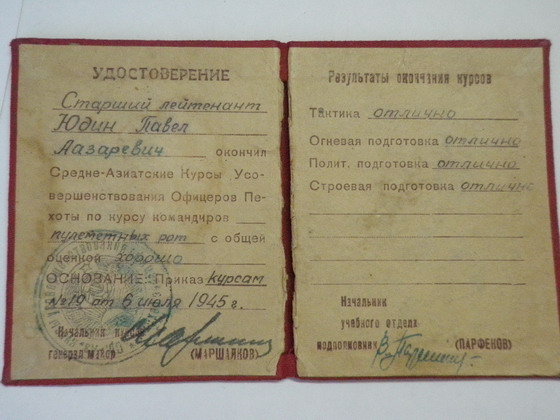 УДОСТОВЕРЕНИЕ
Старший лейтенант
Юдин Павел
Лазаревич окончил
Средне-Азиатские Курсы Усо-
вершенствования Офицеров Пе-
хоты по курсу командиров
пулеметных рот с общей
оценкой хорошо
ОСНОВАНИЕ: Приказ курсам
№ 19 от 6 июля 1945 г.
Начальник курсов
генерал майор (МАРШАЛКОВ)
Результаты окончания курсов
Тактика отлично
Огневая подготовка отлично
Полит. подготовка отлично
Строевая подготовка отлично
Начальник
учебного отдела
подполковник (ПАРФЕНОВ)